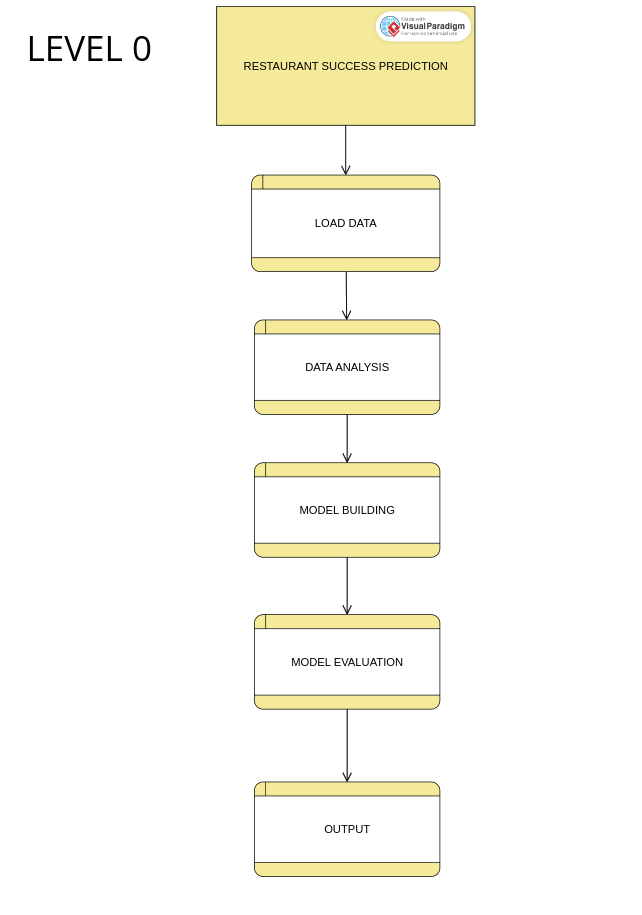 LEVEL 0
Made with
Visual Paradigm
For non-commercial use
RESTAURANT SUCCESS PREDICTION
LOAD DATA
DATA ANALYSIS
MODEL BUILDING
MODEL EVALUATION
OUTPUT